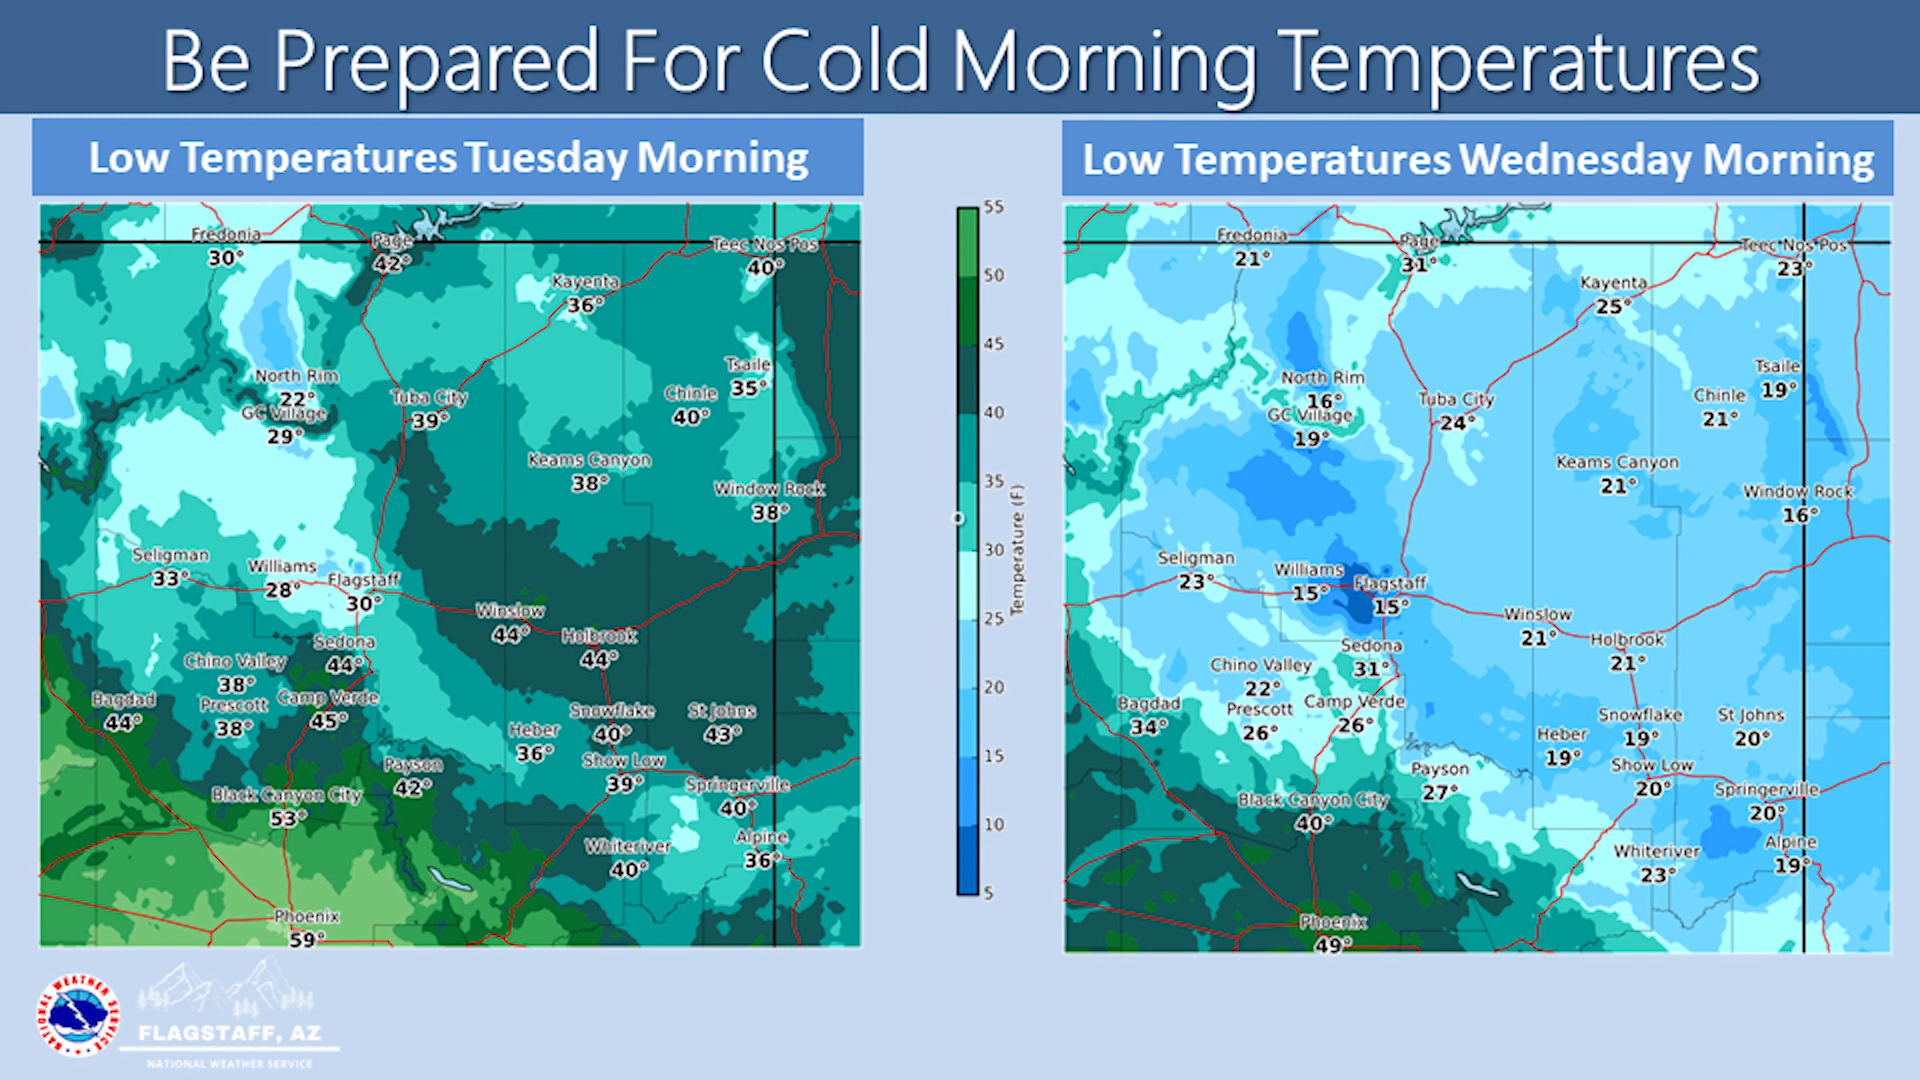 Be Prepared For Cold Morning Temperatures
Low Temperatures Tuesday Morning
Fredonia
30°
Page
42°
Teec Nos Pos
40°
Kayenta
36°
North Rim
22°
GC Village
29°
Tuba City
39°
Tsaile
35°
Chinle
40°
Keams Canyon
38°
Window Rock
38°
Seligman
33°
Williams
28°
Flagstaff
30°
Winslow
44°
Holbrook
44°
Sedona
44°
Chino Valley
38°
Prescott
38°
Camp Verde
45°
Bagdad
44°
Heber
36°
Snowflake
40°
St Johns
43°
Payson
42°
Show Low
39°
Springerville
40°
Black Canyon City
53°
Whiteriver
40°
Alpine
36°
Phoenix
59°
55
50
45
40
35
30
25
20
15
10
5
Temperature (F)
Low Temperatures Wednesday Morning
Fredonia
21°
Page
31°
Teec Nos Pos
23°
Kayenta
25°
North Rim
16°
GC Village
19°
Tuba City
24°
Tsaile
19°
Chinle
21°
Keams Canyon
21°
Window Rock
16°
Seligman
23°
Williams
15°
Flagstaff
15°
Winslow
21°
Holbrook
21°
Sedona
31°
Chino Valley
22°
Prescott
26°
Camp Verde
26°
Bagdad
34°
Heber
19°
Snowflake
19°
St Johns
20°
Payson
27°
Show Low
20°
Springerville
20°
Black Canyon City
40°
Whiteriver
23°
Alpine
19°
Phoenix
49°
NATIONAL WEATHER SERVICE
FLAGSTAFF, AZ
NATIONAL WEATHER SERVICE